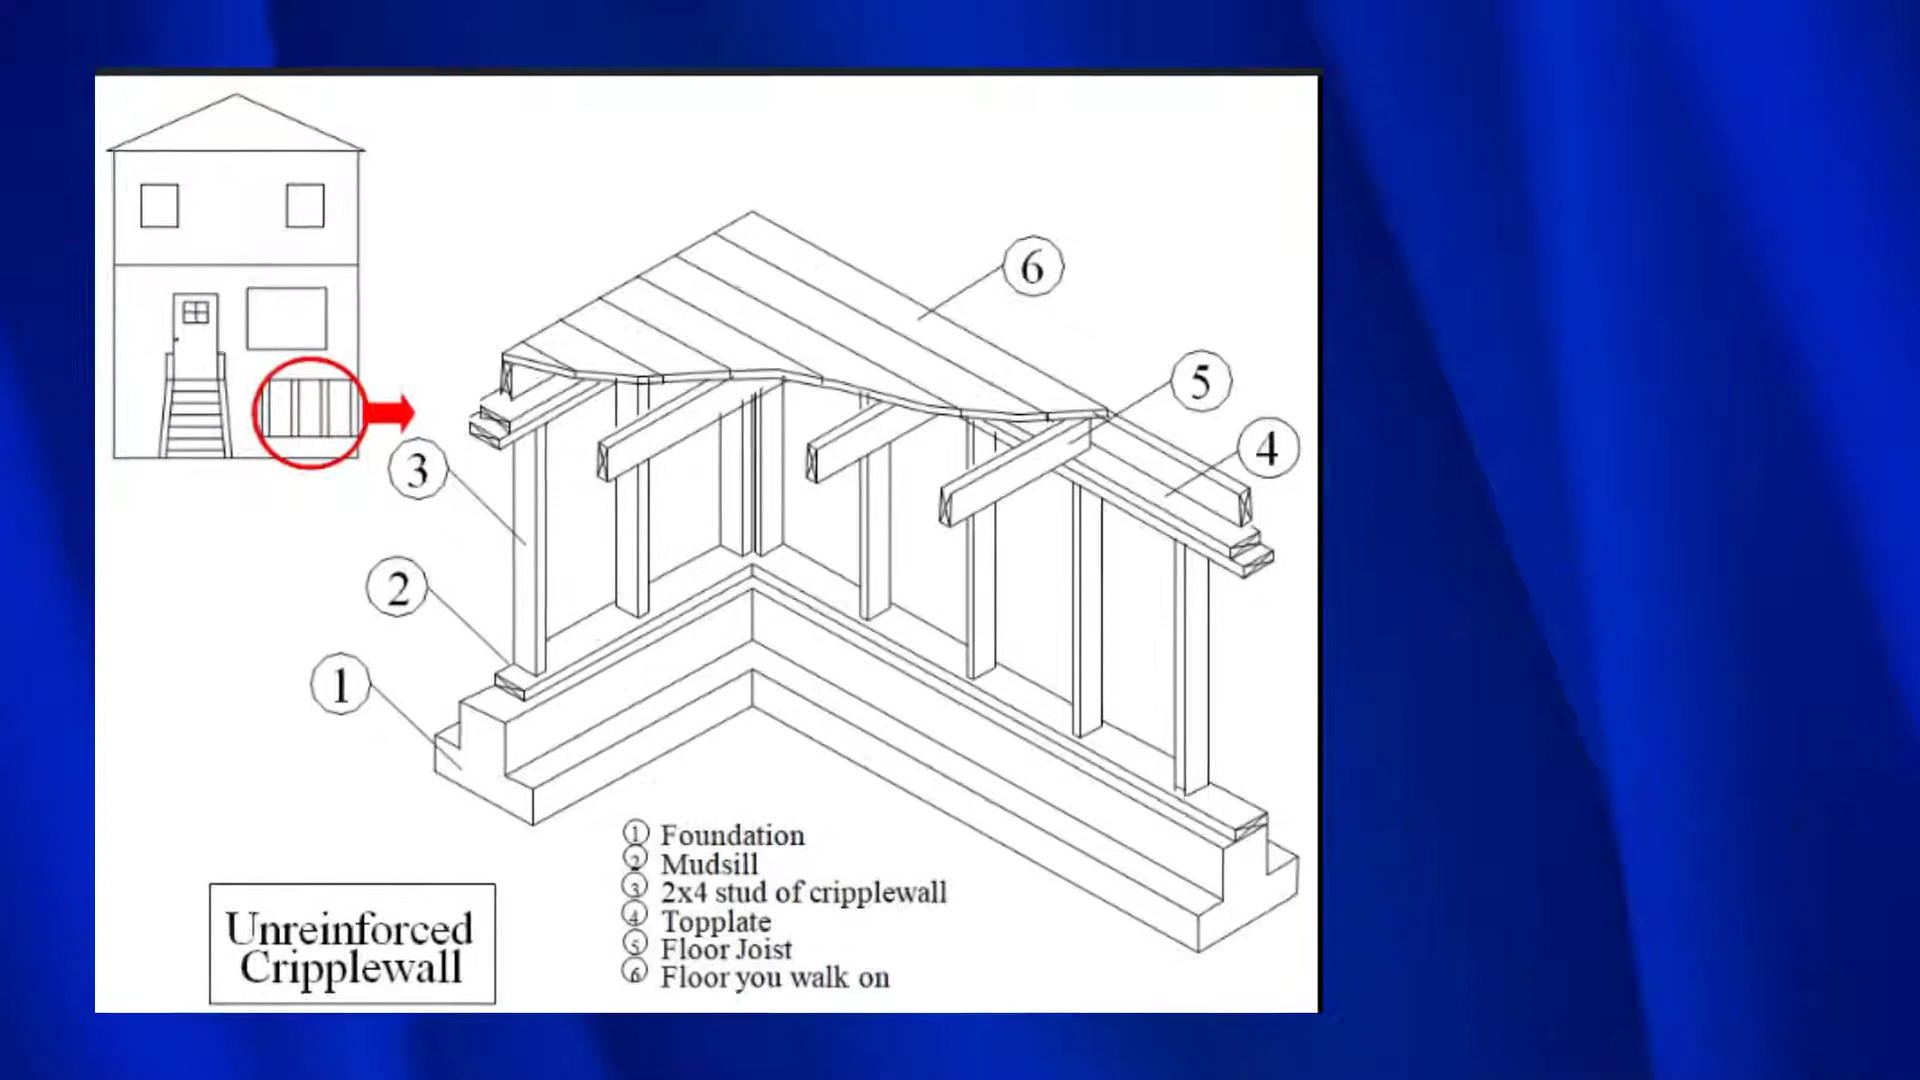 6
5
4
3
2
1
① Foundation
② Mudsill
③ 2x4 stud of cripplewall
④ Topplate
⑤ Floor Joist
⑥ Floor you walk on
Unreinforced
Cripplewall